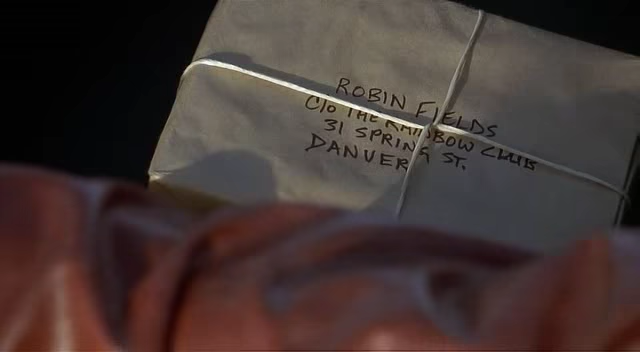 ROBIN FIELDS
C/O THE RAINBOW CLUB
31 SPRING ST.
DANVERS